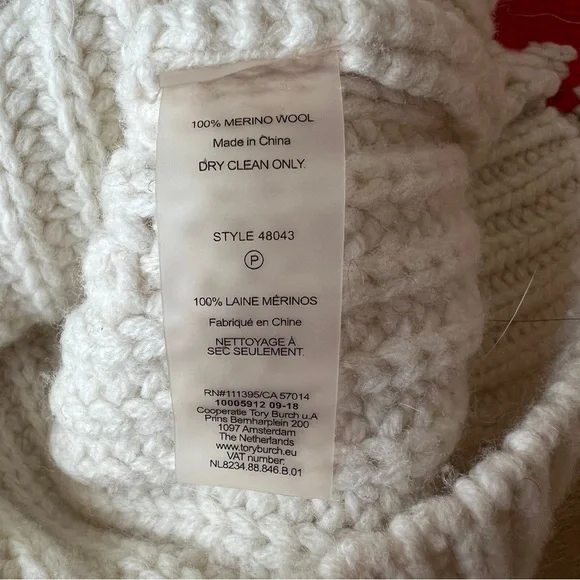 100% MERINO WOOL
Made in China
DRY CLEAN ONLY.
STYLE 48043
P
100% LAINE MÉRINOS
Fabriqué en Chine
NETTOYAGE À
SEC SEULEMENT.
RN#111395/CA 57014
10005912 09-18
Cooperatie Tory Burch u.A
Prins Bernharplein 200
1097 Amsterdam
The Netherlands
www.toryburch.eu
VAT number:
NL8234.88.846.B.01